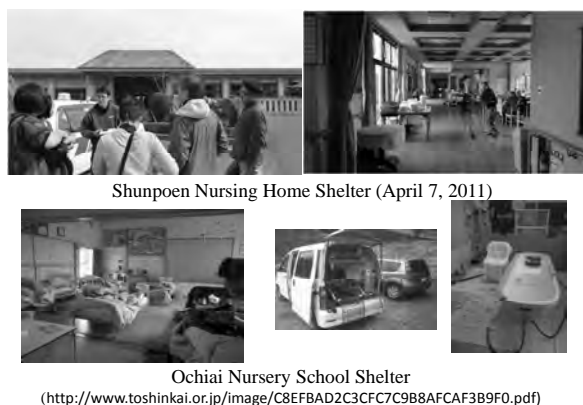 Shunpoen Nursing Home Shelter (April 7, 2011)
Ochiai Nursery School Shelter
(http://www.toshinkai.or.jp/image/C8EFBAD2C3CFC7C9B8AFCAF3B9F0.pdf)